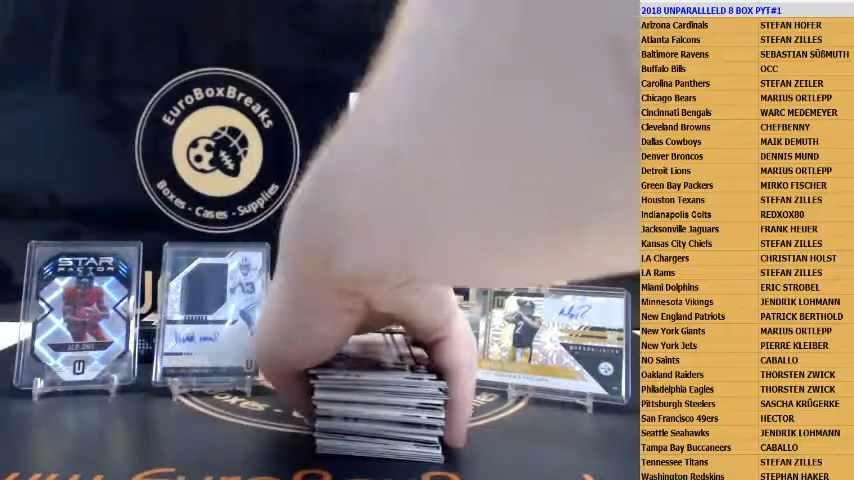 2018 UNPARALLLELD 8 BOX PYT#1
Arizona Cardinals STEFAN HOFER
Atlanta Falcons STEFAN ZILLES
Baltimore Ravens SEBASTIAN SÜßMUTH
Buffalo Bills OCC
Carolina Panthers STEFAN ZEILER
Chicago Bears MARIUS ORTLEPP
Cincinnati Bengals WARC MEDEMEYER
Cleveland Browns CHEFBENNY
Dallas Cowboys MAIK DEMUTH
Denver Broncos DENNIS MUND
Detroit Lions MARIUS ORTLEPP
Green Bay Packers MIRKO FISCHER
Houston Texans STEFAN ZILLES
Indianapolis Colts REDXOX80
Jacksonville Jaguars FRANK HEUER
Kansas City Chiefs STEFAN ZILLES
LA Chargers CHRISTIAN HOLST
LA Rams STEFAN ZILLES
Miami Dolphins ERIC STROBEL
Minnesota Vikings JENDRIK LOHMANN
New England Patriots PATRICK BERTHOLD
New York Giants MARIUS ORTLEPP
New York Jets PIERRE KLEIBER
NO Saints CABALLO
Oakland Raiders THORSTEN ZWICK
Philadelphia Eagles THORSTEN ZWICK
Pittsburgh Steelers SASCHA KRÜGERKE
San Francisco 49ers HECTOR
Seattle Seahawks JENDRIK LOHMANN
Tampa Bay Buccaneers CABALLO
Tennessee Titans STEFAN ZILLES
Washington Redskins STEPHAN HAKER
EuroBoxBreaks
Boxes - Cases - Supplies
STAR
FACTOR